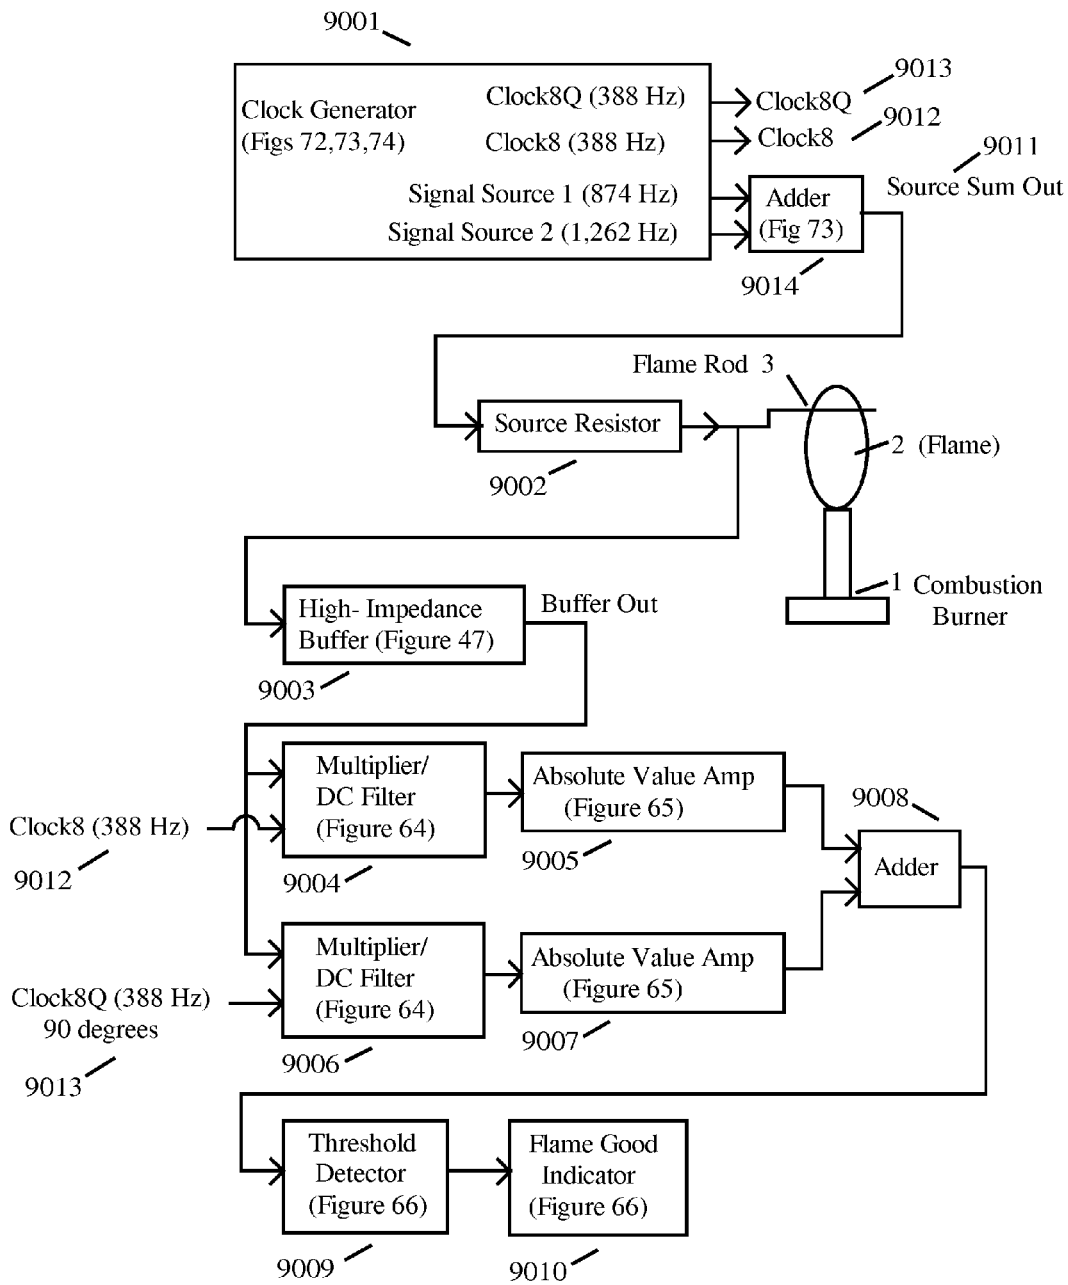 9001
Clock Generator
(Figs 72,73,74)
Clock8Q (388 Hz)
Clock8 (388 Hz)
Signal Source 1 (874 Hz)
Signal Source 2 (1,262 Hz)
Clock8Q
9013
Clock8
9012
9011
Source Sum Out
Adder
(Fig 73)
9014
Flame Rod 3
Source Resistor
9002
2 (Flame)
1 Combustion
Burner
High- Impedance
Buffer (Figure 47)
Buffer Out
9003
Multiplier/
DC Filter
(Figure 64)
9004
Absolute Value Amp
(Figure 65)
9005
9008
Adder
Clock8 (388 Hz)
9012
Multiplier/
DC Filter
(Figure 64)
9006
Absolute Value Amp
(Figure 65)
9007
Clock8Q (388 Hz)
90 degrees
9013
Threshold
Detector
(Figure 66)
9009
Flame Good
Indicator
(Figure 66)
9010